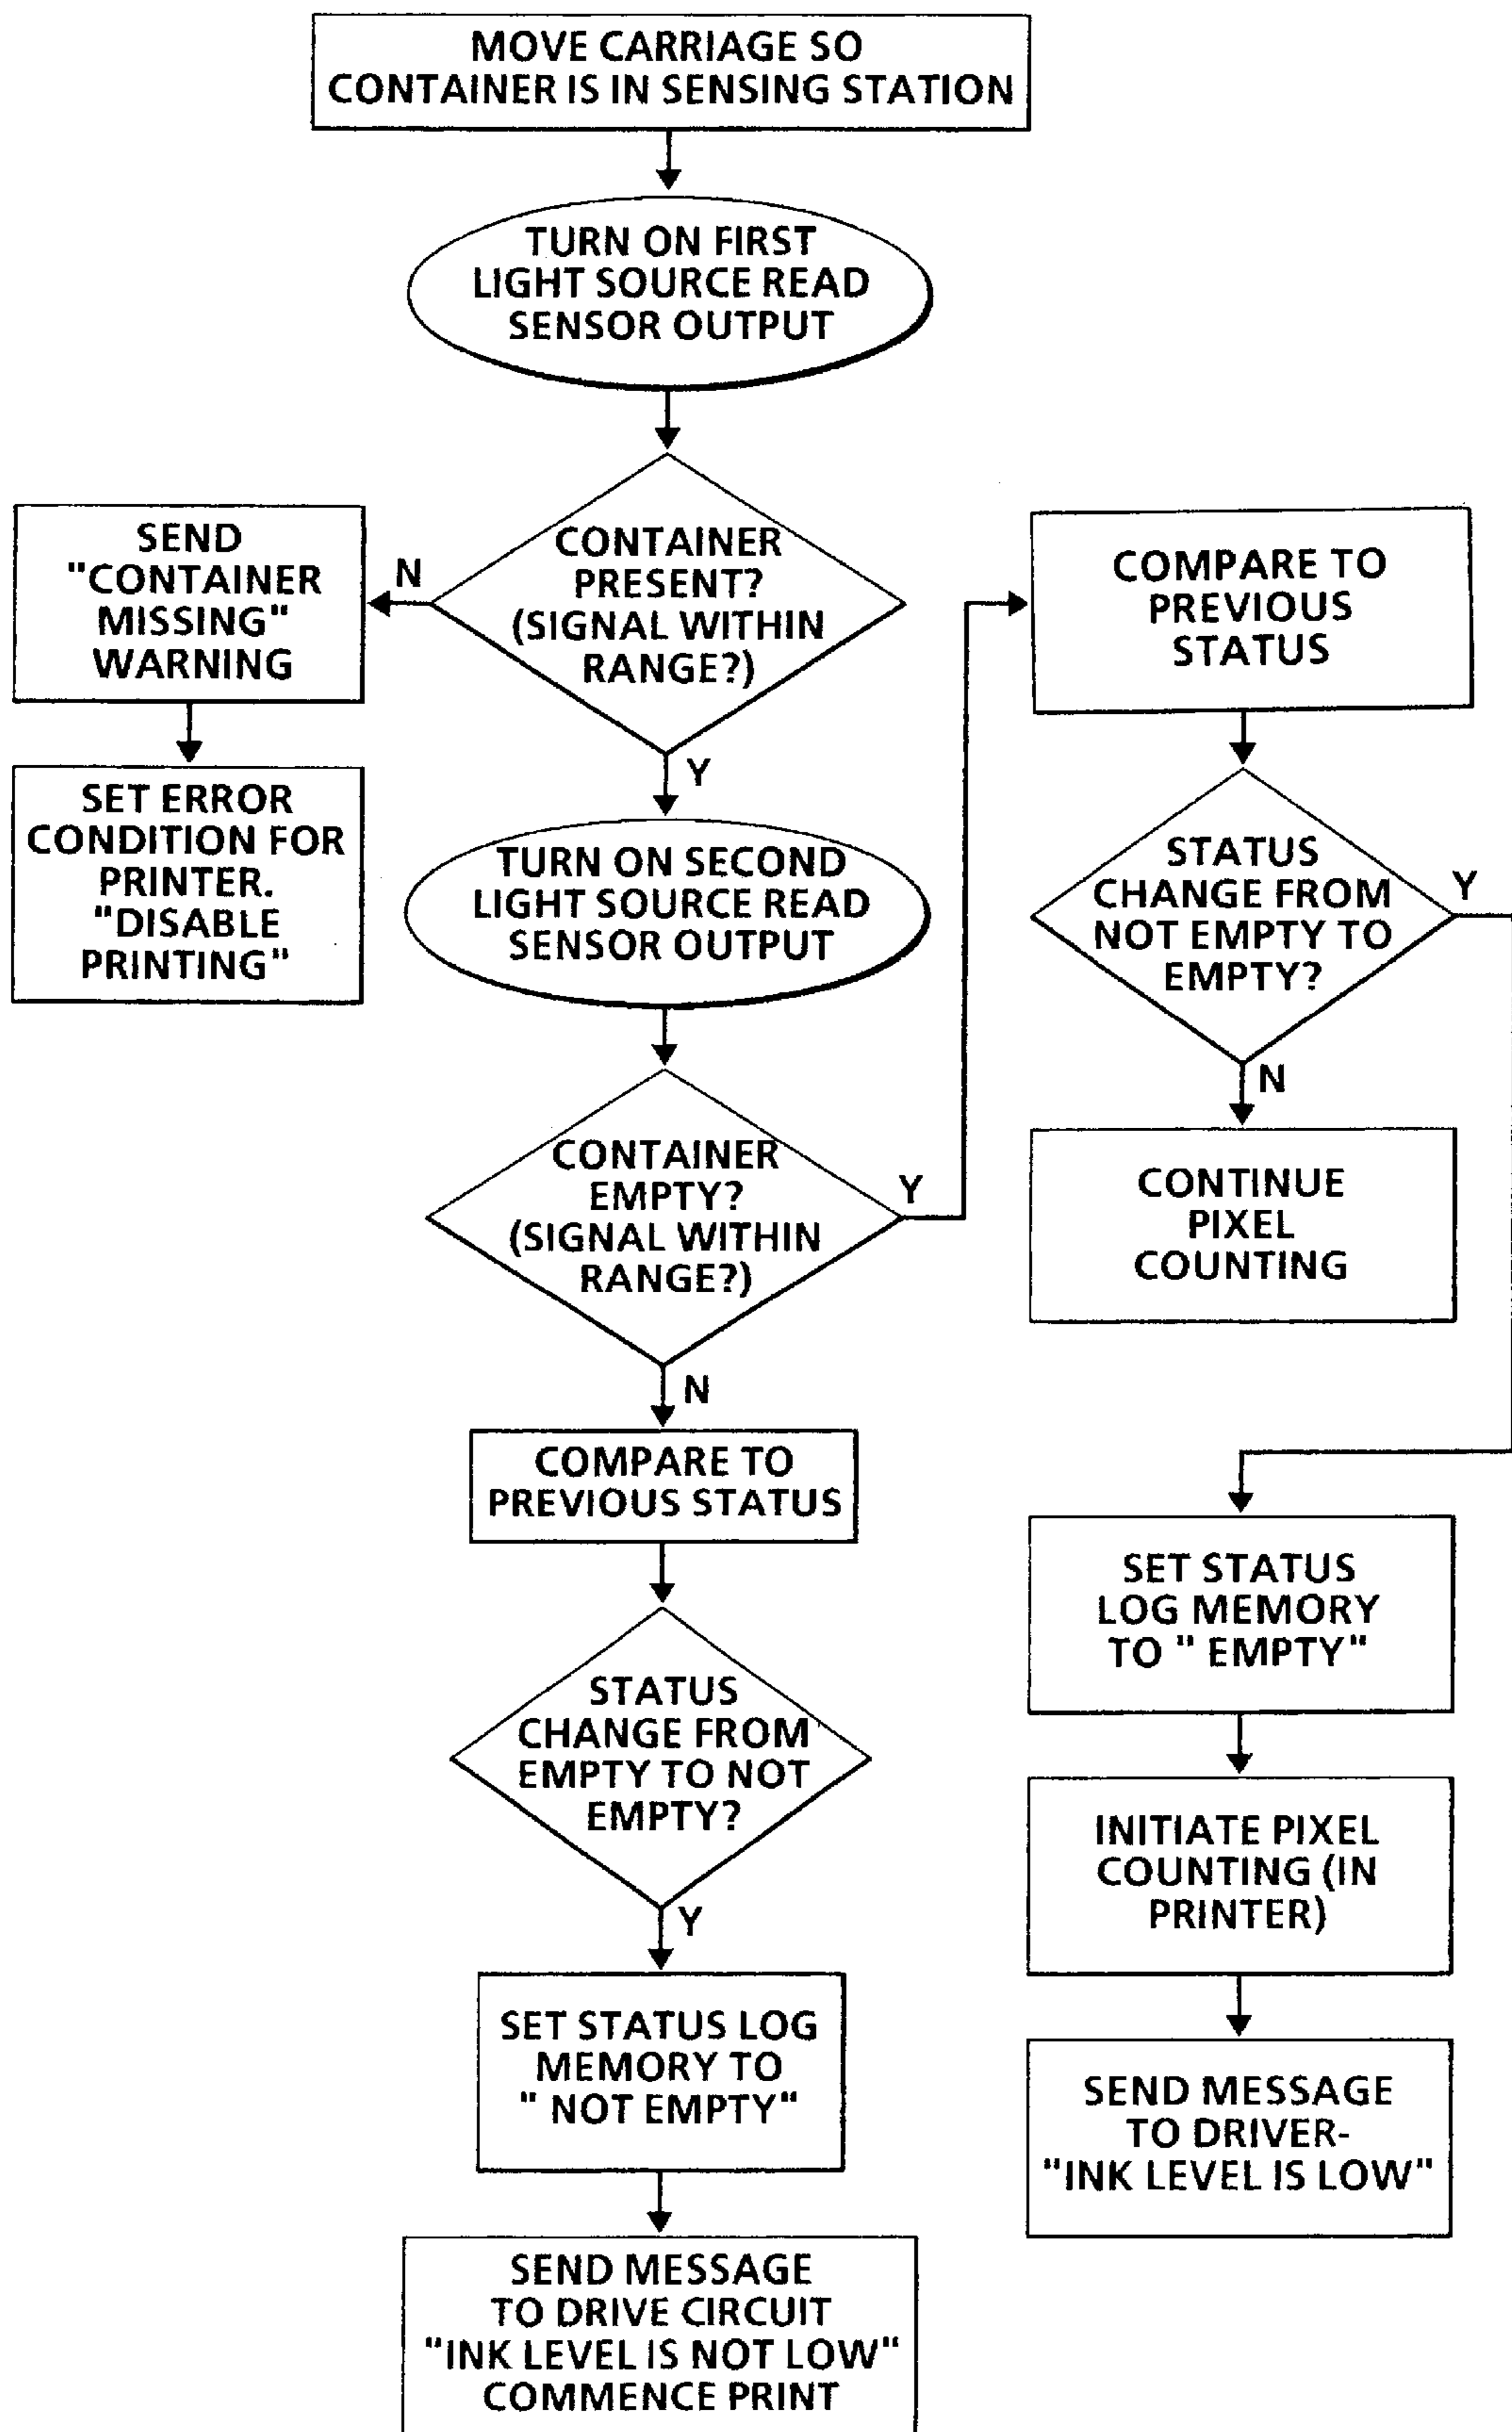 MOVE CARRIAGE SO
CONTAINER IS IN SENSING STATION
TURN ON FIRST
LIGHT SOURCE READ
SENSOR OUTPUT
CONTAINER
PRESENT?
(SIGNAL WITHIN
RANGE?)
N
Y
SEND
"CONTAINER
MISSING"
WARNING
SET ERROR
CONDITION FOR
PRINTER.
"DISABLE
PRINTING"
TURN ON SECOND
LIGHT SOURCE READ
SENSOR OUTPUT
CONTAINER
EMPTY?
(SIGNAL WITHIN
RANGE?)
Y
N
COMPARE TO
PREVIOUS STATUS
STATUS
CHANGE FROM
EMPTY TO NOT
EMPTY?
Y
SET STATUS LOG
MEMORY TO
" NOT EMPTY"
SEND MESSAGE
TO DRIVE CIRCUIT
"INK LEVEL IS NOT LOW"
COMMENCE PRINT
COMPARE TO
PREVIOUS
STATUS
STATUS
CHANGE FROM
NOT EMPTY TO
EMPTY?
Y
N
CONTINUE
PIXEL
COUNTING
SET STATUS
LOG MEMORY
TO " EMPTY"
INITIATE PIXEL
COUNTING (IN
PRINTER)
SEND MESSAGE
TO DRIVER-
"INK LEVEL IS LOW"